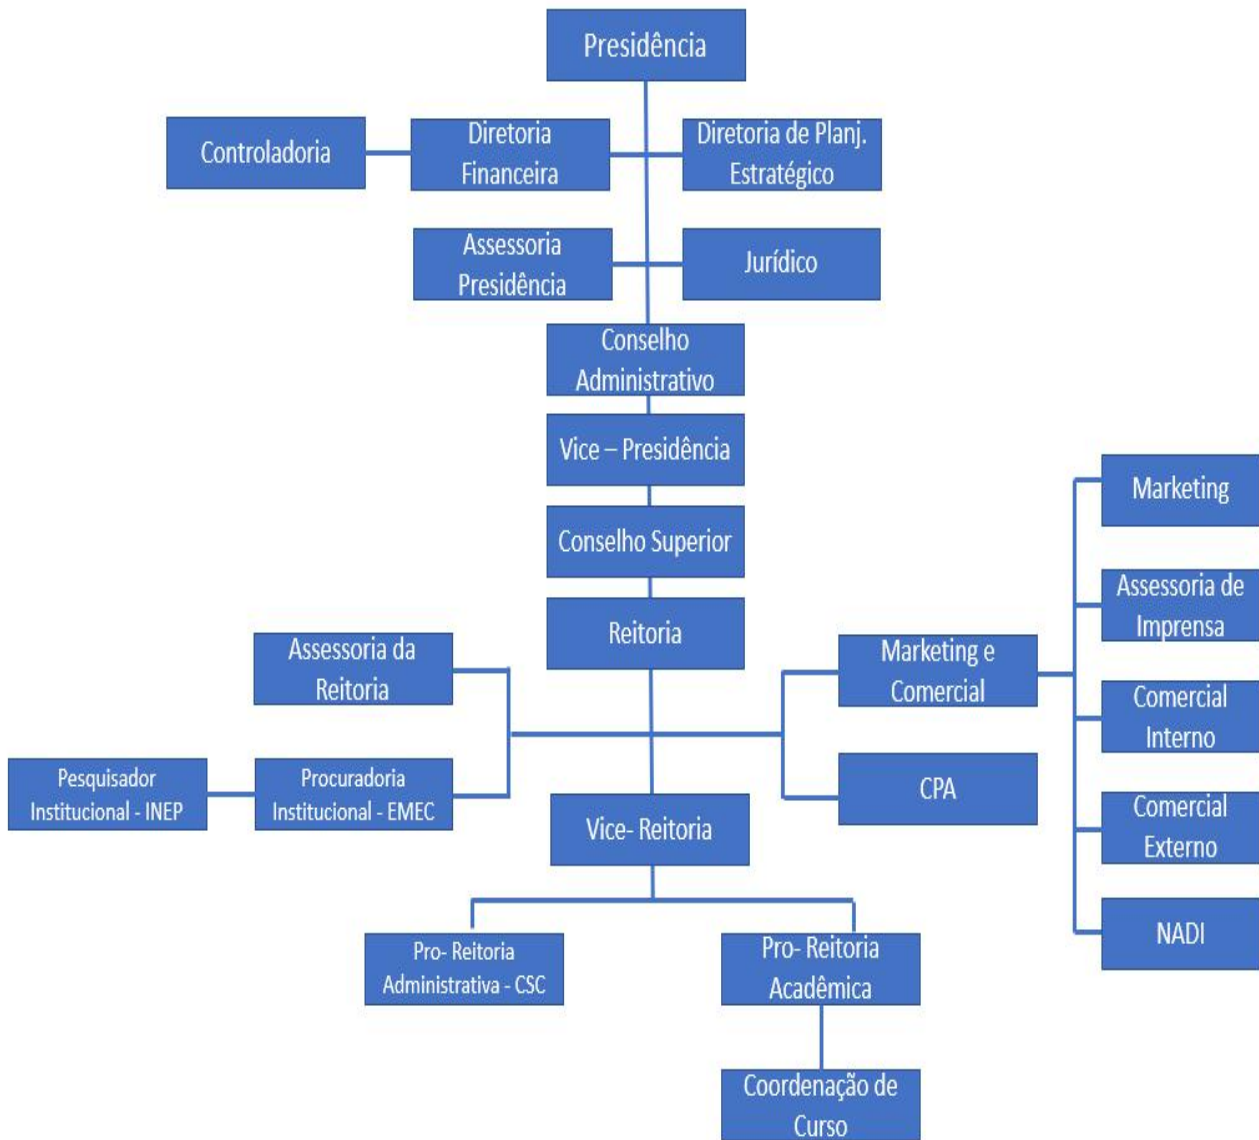 Presidência
Controladoria
Diretoria
Financeira
Diretoria de Planj.
Estratégico
Assessoria
Presidência
Jurídico
Conselho
Administrativo
Vice – Presidência
Conselho Superior
Reitoria
Assessoria da
Reitoria
Marketing e
Comercial
Marketing
Assessoria de
Imprensa
Comercial
Interno
Comercial
Externo
NADI
Pesquisador
Institucional - INEP
Procuradoria
Institucional - EMEC
CPA
Vice- Reitoria
Pro- Reitoria
Administrativa - CSC
Pro- Reitoria
Acadêmica
Coordenação de
Curso